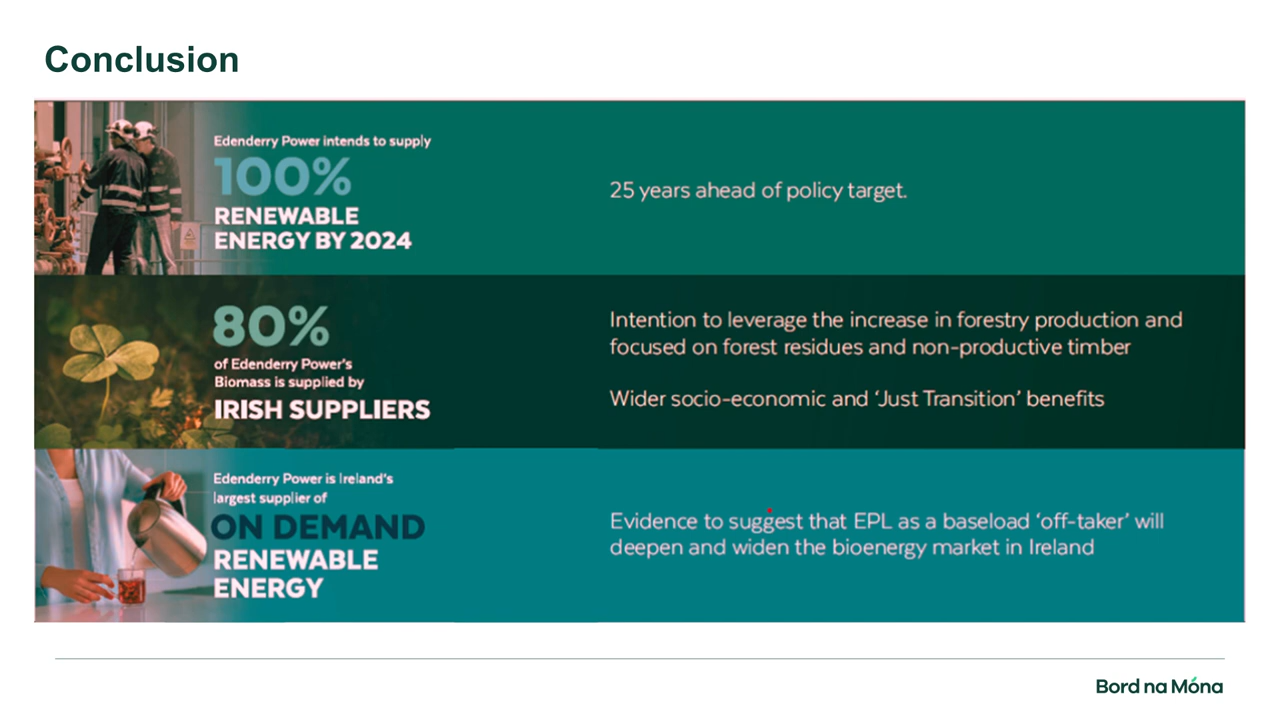 Conclusion
Edenderry Power intends to supply
100%
RENEWABLE
ENERGY BY 2024
25 years ahead of policy target.
80%
of Edenderry Power's
Biomass is supplied by
IRISH SUPPLIERS
Intention to leverage the increase in forestry production and
focused on forest residues and non-productive timber
Wider socio-economic and ‘Just Transition’ benefits
Edenderry Power is Ireland's
largest supplier of
ON DEMAND
RENEWABLE
ENERGY
Evidence to suggest that EPL as a baseload ‘off-taker’ will
deepen and widen the bioenergy market in Ireland
Bord na Móna